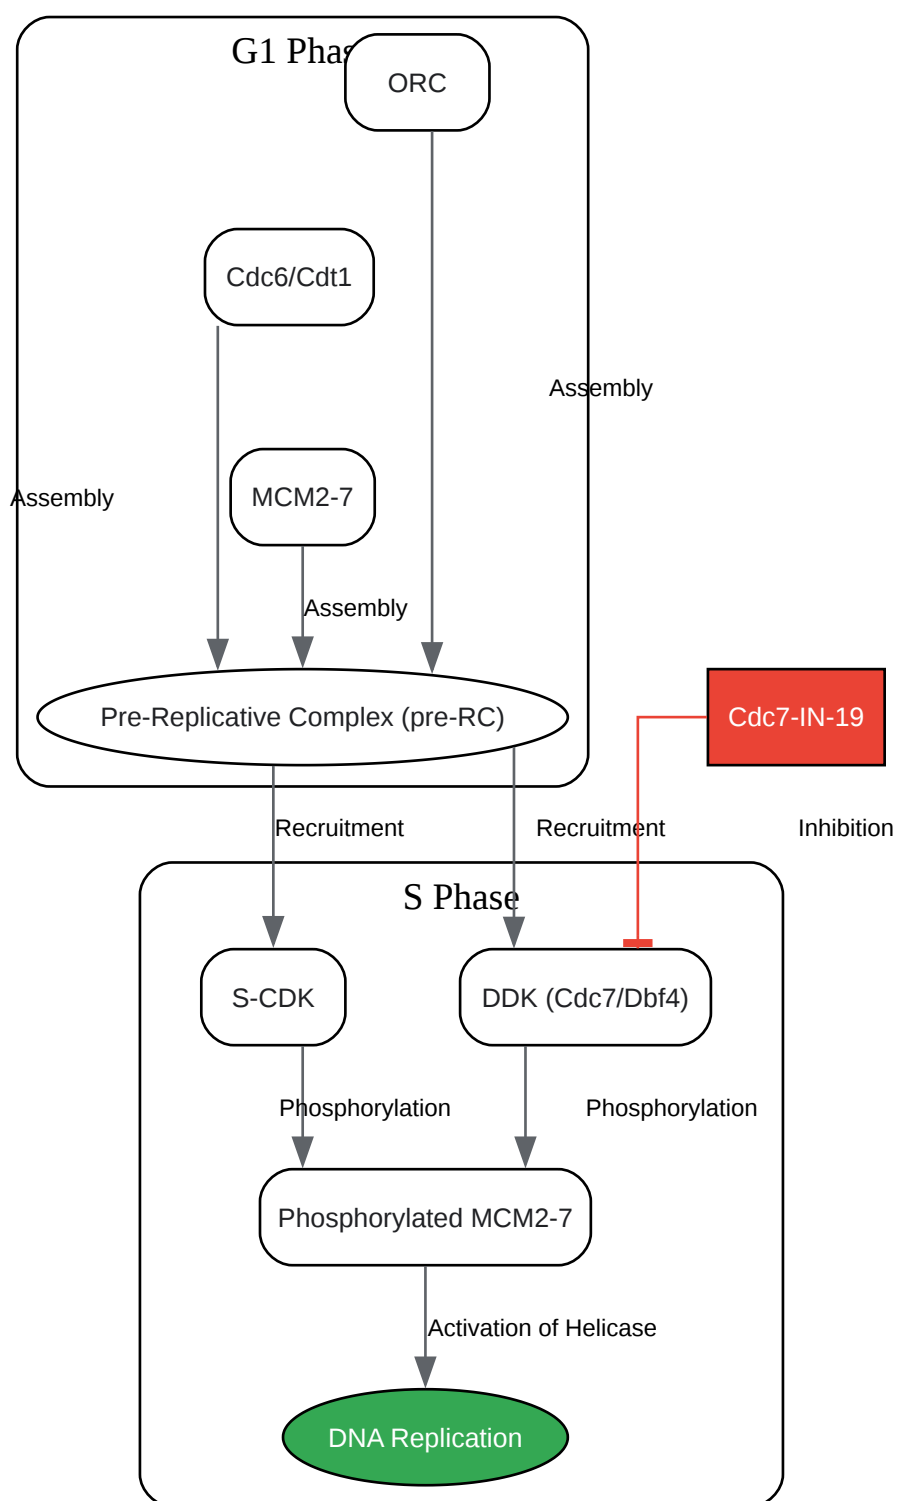 G1 Phase
ORC
Cdc6/Cdt1
Assembly
Assembly
MCM2-7
Assembly
Pre-Replicative Complex (pre-RC)
Cdc7-IN-19
Recruitment
Recruitment
Inhibition
S Phase
S-CDK
DDK (Cdc7/Dbf4)
Phosphorylation
Phosphorylation
Phosphorylated MCM2-7
Activation of Helicase
DNA Replication